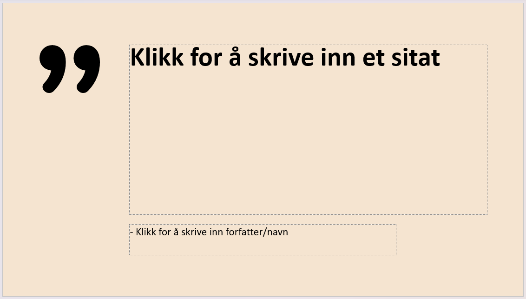 ”
Klikk for å skrive inn et sitat
- Klikk for å skrive inn forfatter/navn